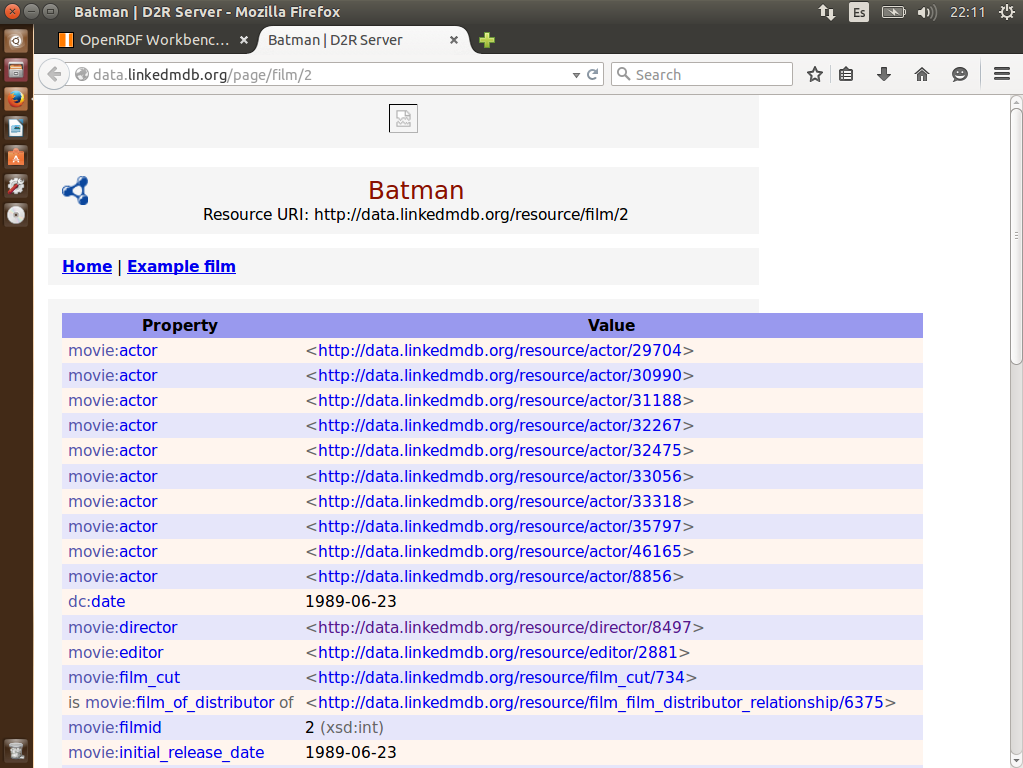 Batman | D2R Server - Mozilla Firefox
Es
22:11
OpenRDF Workbenc...
Batman | D2R Server
data.linkedmdb.org/page/film/2
Search
Batman
Resource URI: http://data.linkedmdb.org/resource/film/2
Home | Example film
Property Value
movie:actor <http://data.linkedmdb.org/resource/actor/29704>
movie:actor <http://data.linkedmdb.org/resource/actor/30990>
movie:actor <http://data.linkedmdb.org/resource/actor/31188>
movie:actor <http://data.linkedmdb.org/resource/actor/32267>
movie:actor <http://data.linkedmdb.org/resource/actor/32475>
movie:actor <http://data.linkedmdb.org/resource/actor/33056>
movie:actor <http://data.linkedmdb.org/resource/actor/33318>
movie:actor <http://data.linkedmdb.org/resource/actor/35797>
movie:actor <http://data.linkedmdb.org/resource/actor/46165>
movie:actor <http://data.linkedmdb.org/resource/actor/8856>
dc:date 1989-06-23
movie:director <http://data.linkedmdb.org/resource/director/8497>
movie:editor <http://data.linkedmdb.org/resource/editor/2881>
movie:film_cut <http://data.linkedmdb.org/resource/film_cut/734>
is movie:film_of_distributor of <http://data.linkedmdb.org/resource/film_film_distributor_relationship/6375>
movie:filmid 2 (xsd:int)
movie:initial_release_date 1989-06-23